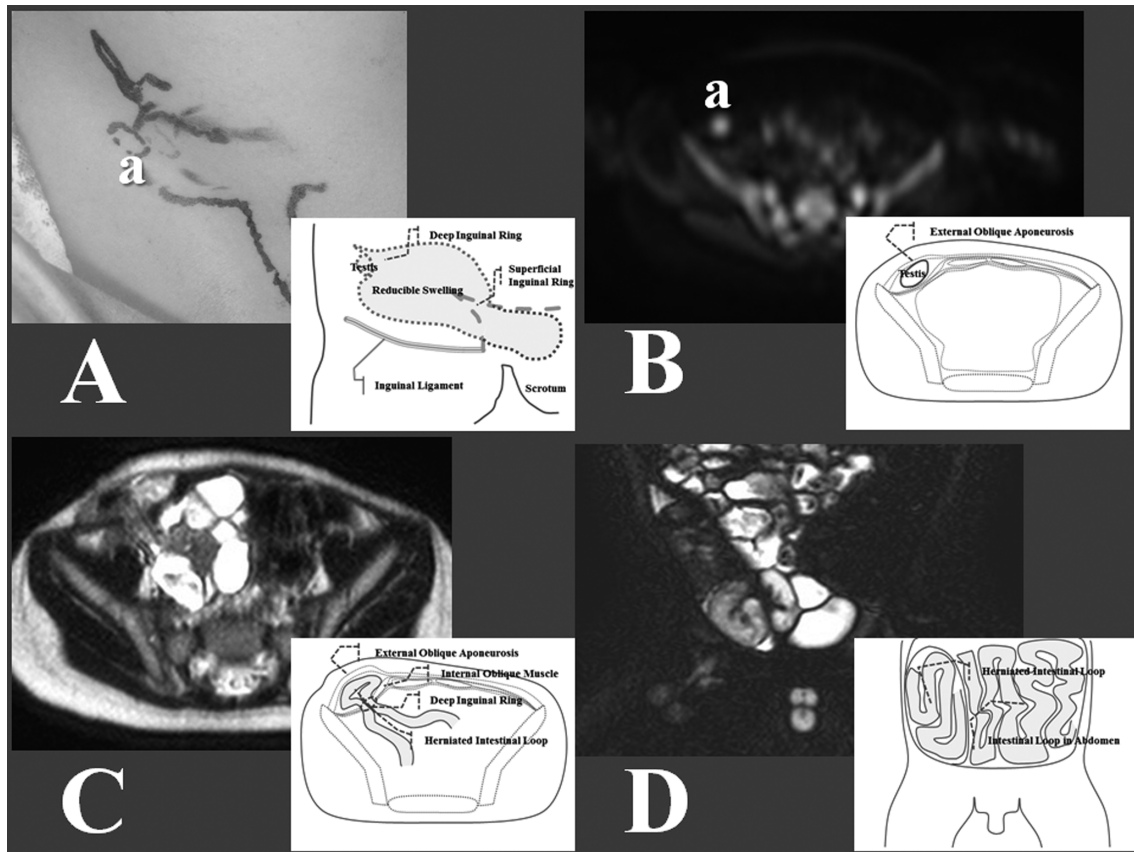 a
Deep Inguinal Ring
Testis
Superficial
Inguinal Ring
Reducible Swelling
Inguinal Ligament
Scrotum
A
a
External Oblique Aponeurosis
Testis
B
External Oblique Aponeurosis
Internal Oblique Muscle
Deep Inguinal Ring
Herniated Intestinal Loop
C
Herniated Intestinal Loop
Intestinal Loop in Abdomen
D